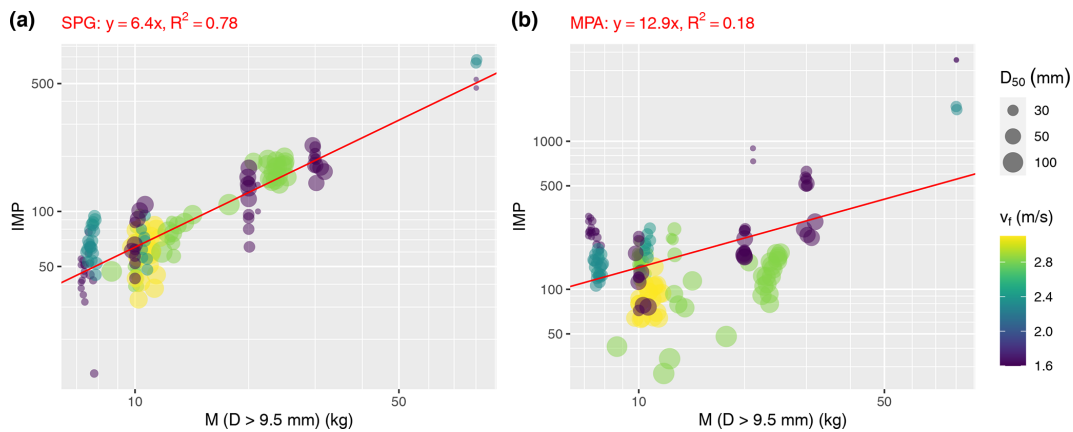 (a)
SPG: y = 6.4x, R² = 0.78
500
100
50
IMP
10
50
M (D > 9.5 mm) (kg)
(b)
MPA: y = 12.9x, R² = 0.18
1000
500
100
50
IMP
10
50
M (D > 9.5 mm) (kg)
D₅₀ (mm)
30
50
100
v_f (m/s)
2.8
2.4
2.0
1.6